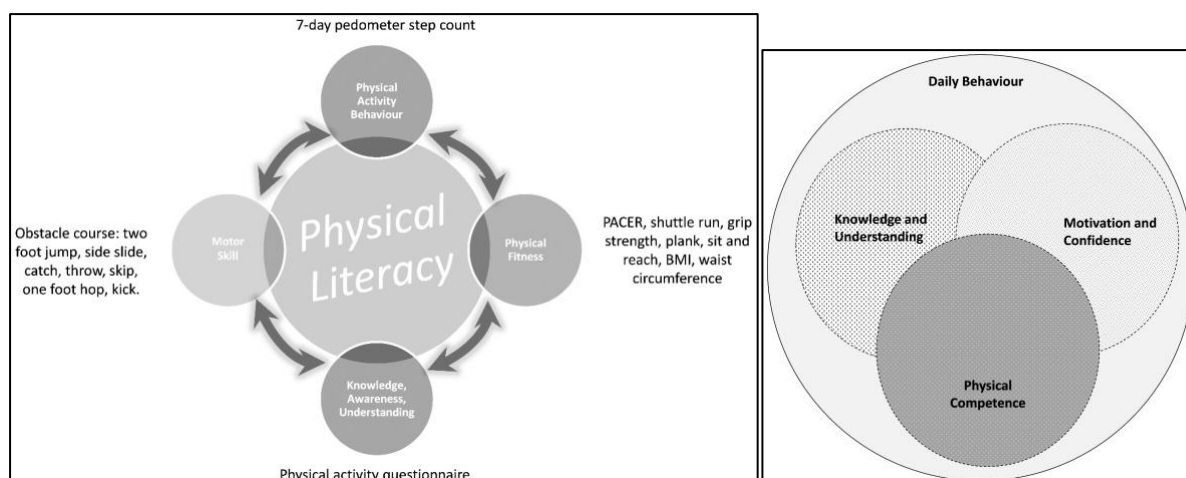 7-day pedometer step count
Physical
Activity
Behaviour
Physical
Literacy
Motor
Skill
Obstacle course: two
foot jump, side slide,
catch, throw, skip,
one foot hop, kick.
Physical
Fitness
PACER, shuttle run, grip
strength, plank, sit and
reach, BMI, waist
circumference
Knowledge,
Awareness,
Understanding
Physical activity questionnaire
Daily Behaviour
Knowledge and
Understanding
Motivation and
Confidence
Physical
Competence